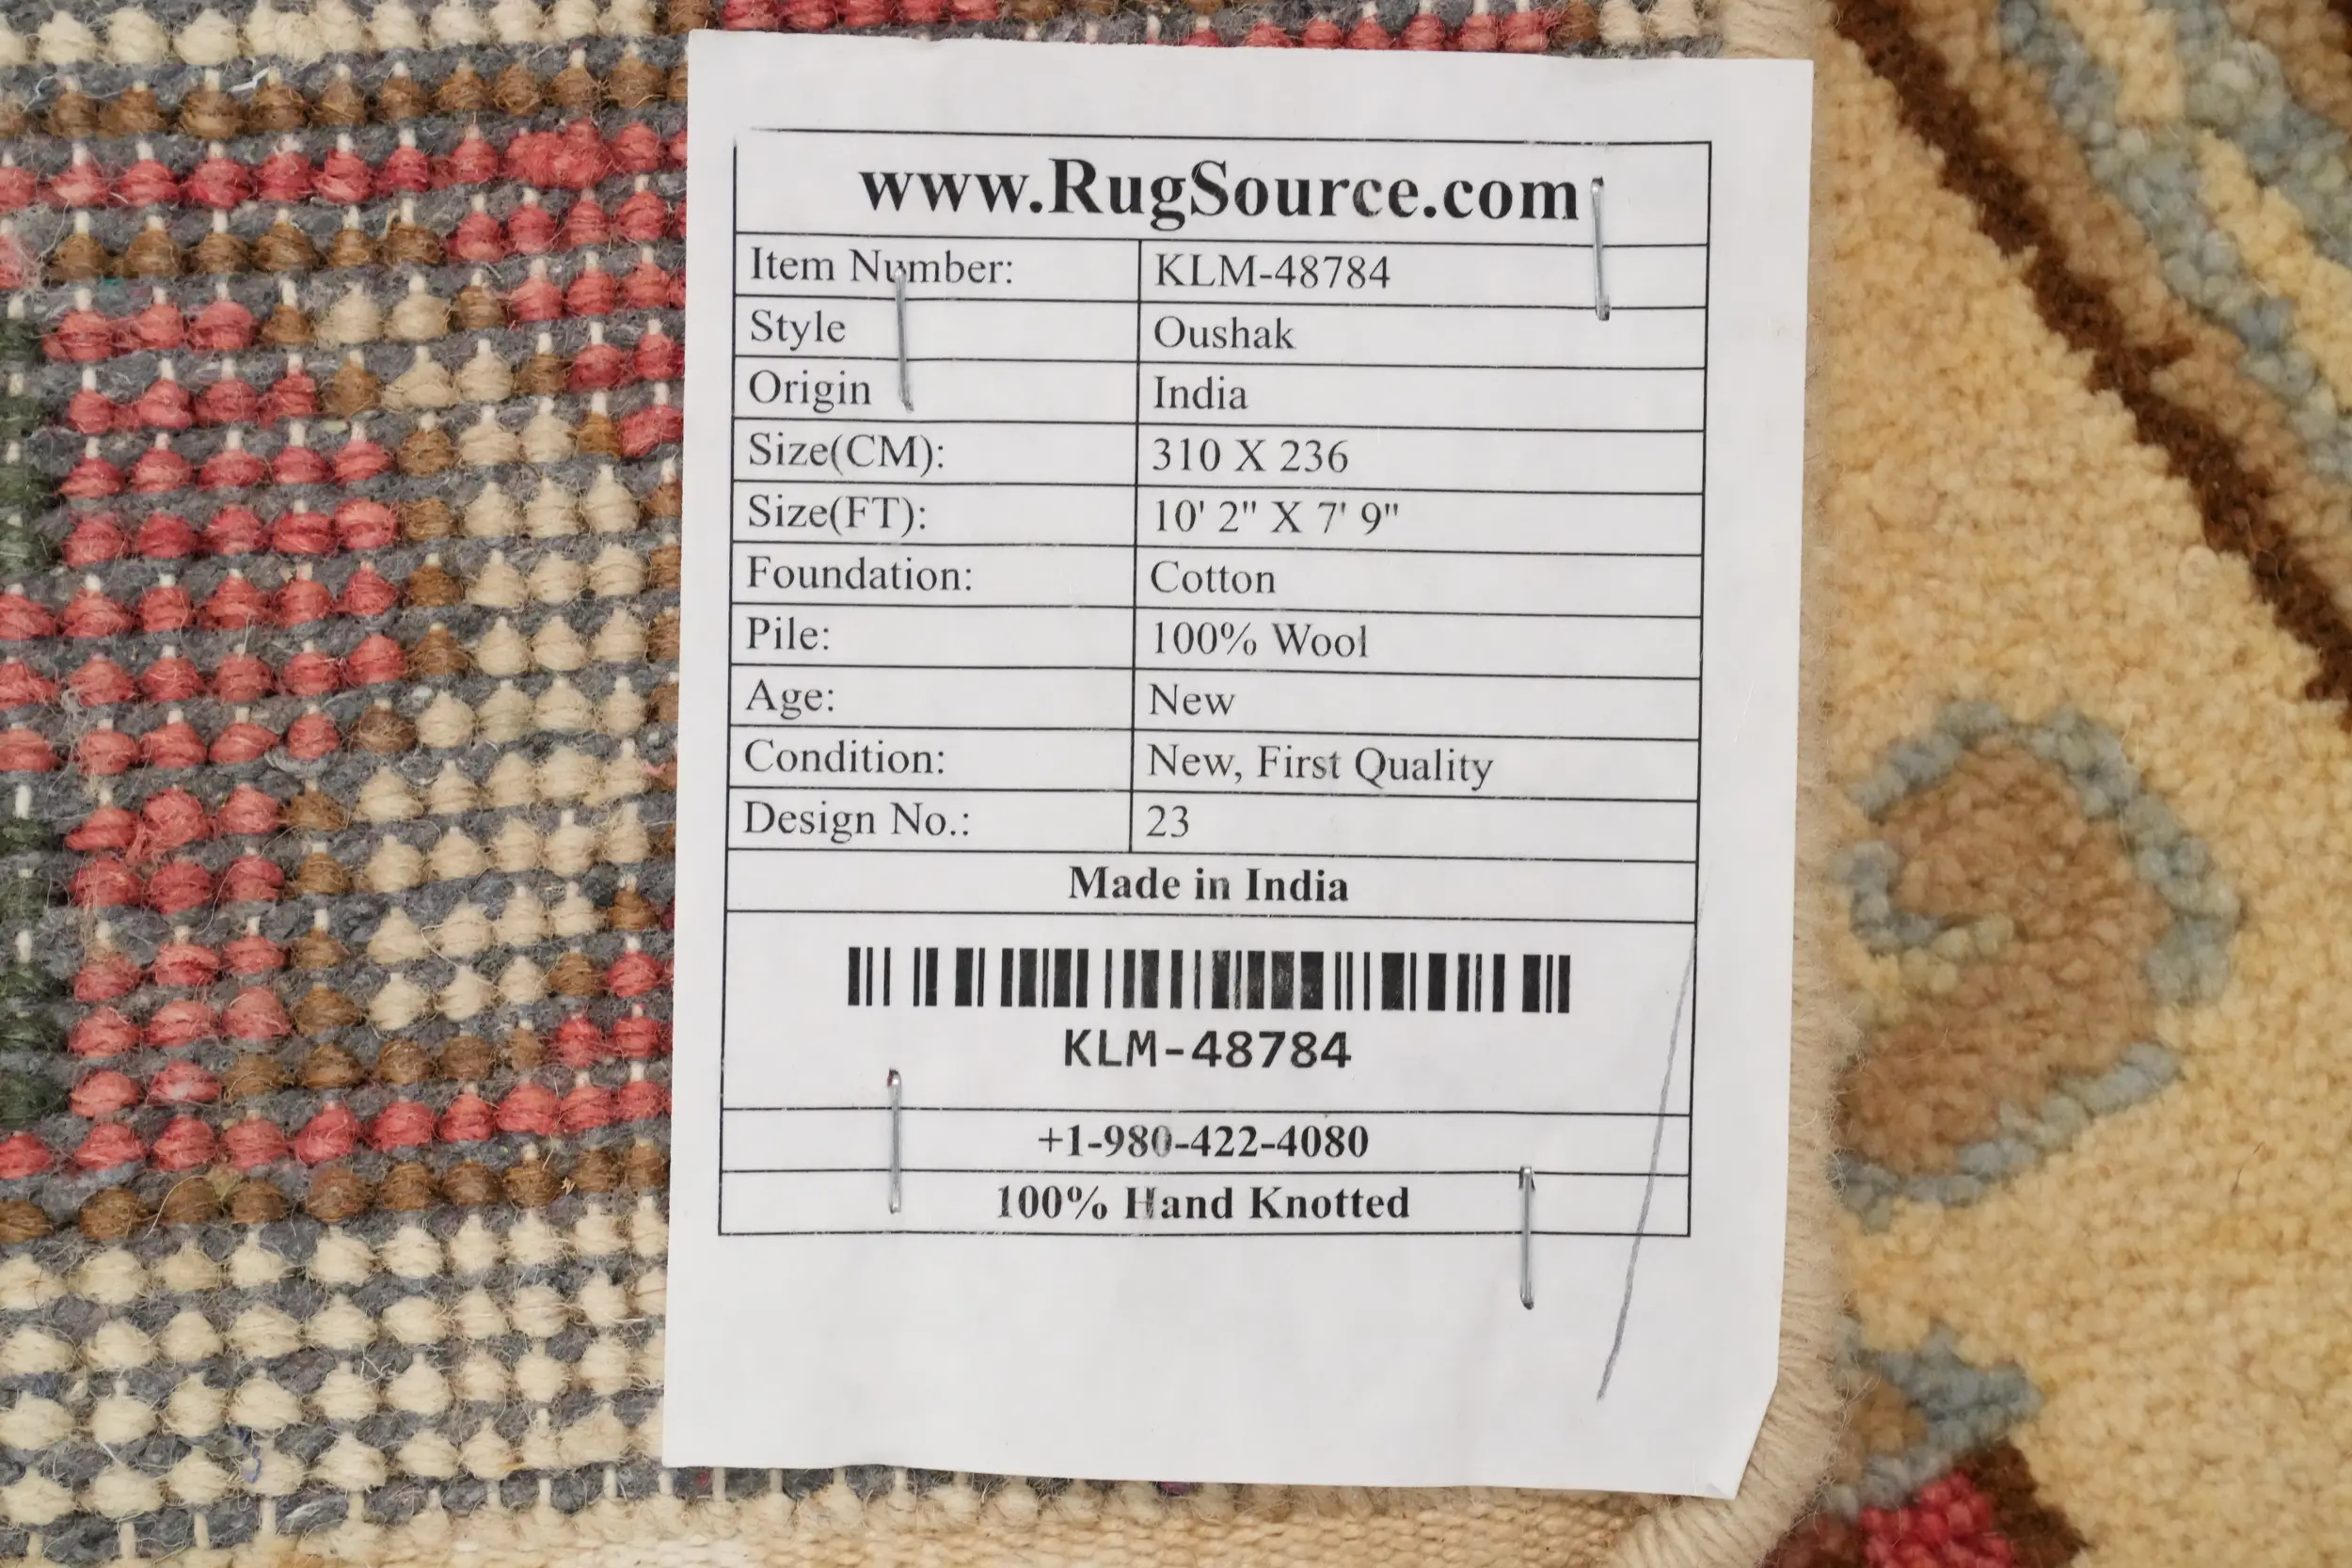 www.RugSource.com
Item Number: KLM-48784
Style Oushak
Origin India
Size(CM): 310 X 236
Size(FT): 10' 2" X 7' 9"
Foundation: Cotton
Pile: 100% Wool
Age: New
Condition: New, First Quality
Design No.: 23
Made in India
KLM-48784
+1-980-422-4080
100% Hand Knotted